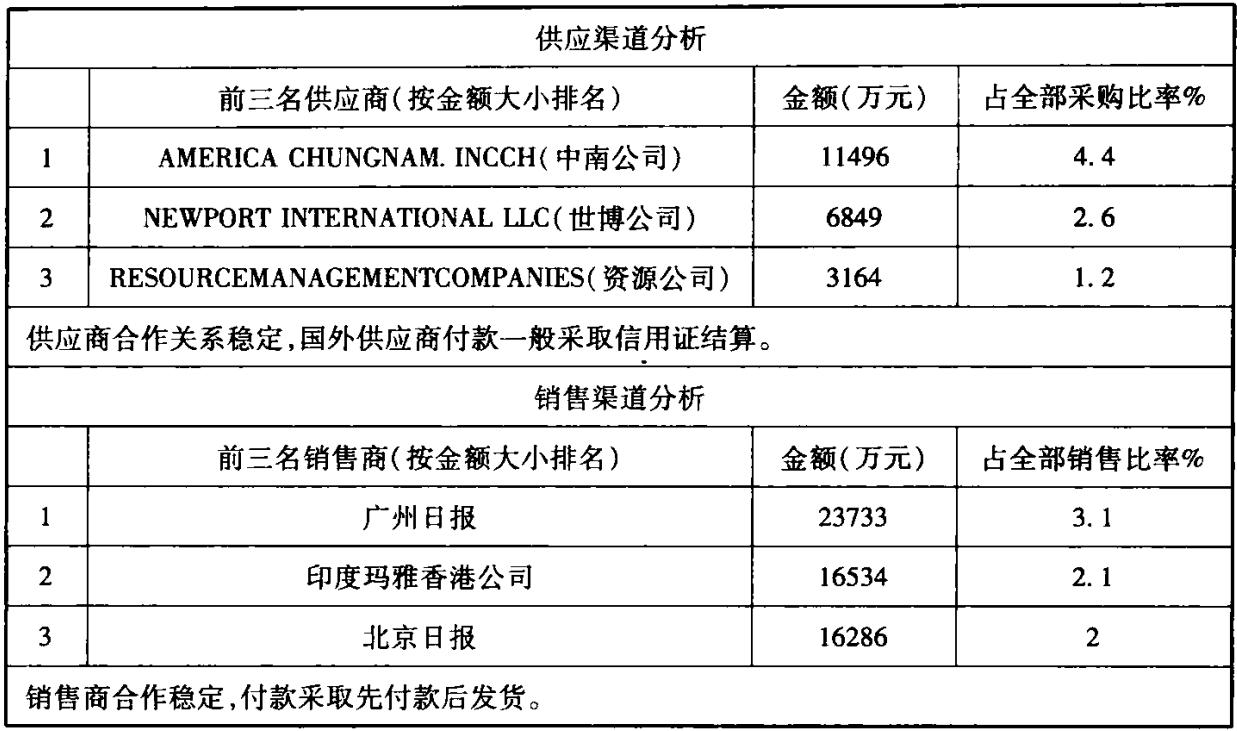 供应渠道分析
前三名供应商(按金额大小排名) 金额(万元) 占全部采购比率%
1 AMERICA CHUNGNAM. INCCH(中南公司) 11496 4.4
2 NEWPORT INTERNATIONAL LLC(世博公司) 6849 2.6
3 RESOURCEMANAGEMENTCOMPANIES(资源公司) 3164 1.2
供应商合作关系稳定,国外供应商付款一般采取信用证结算。
销售渠道分析
前三名销售商(按金额大小排名) 金额(万元) 占全部销售比率%
1 广州日报 23733 3.1
2 印度玛雅香港公司 16534 2.1
3 北京日报 16286 2
销售商合作稳定,付款采取先付款后发货。